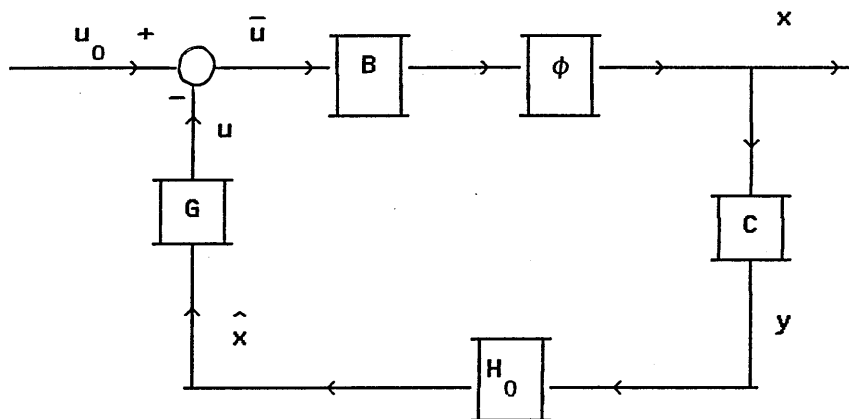 u₀ + ū B ϕ x
− u
G C
x̂ y
H₀